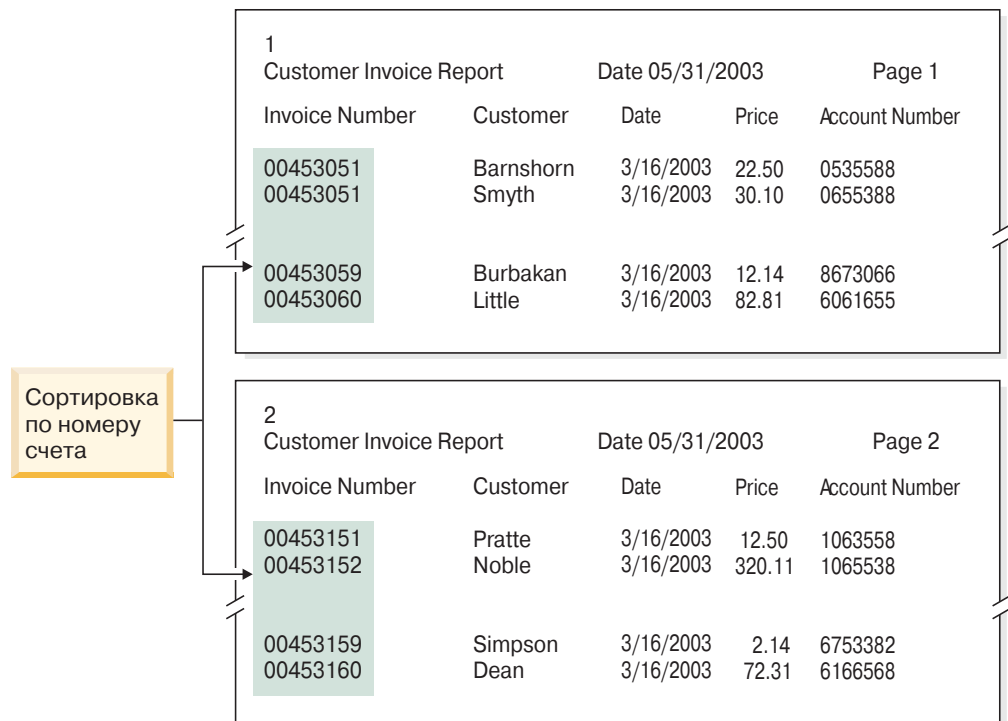 1
Customer Invoice Report Date 05/31/2003 Page 1
Invoice Number Customer Date Price Account Number
00453051 Barnshorn 3/16/2003 22.50 0535588
00453051 Smyth 3/16/2003 30.10 0655388
00453059 Burbakan 3/16/2003 12.14 8673066
00453060 Little 3/16/2003 82.81 6061655
Сортировка
по номеру
счета
2
Customer Invoice Report Date 05/31/2003 Page 2
Invoice Number Customer Date Price Account Number
00453151 Pratte 3/16/2003 12.50 1063558
00453152 Noble 3/16/2003 320.11 1065538
00453159 Simpson 3/16/2003 2.14 6753382
00453160 Dean 3/16/2003 72.31 6166568